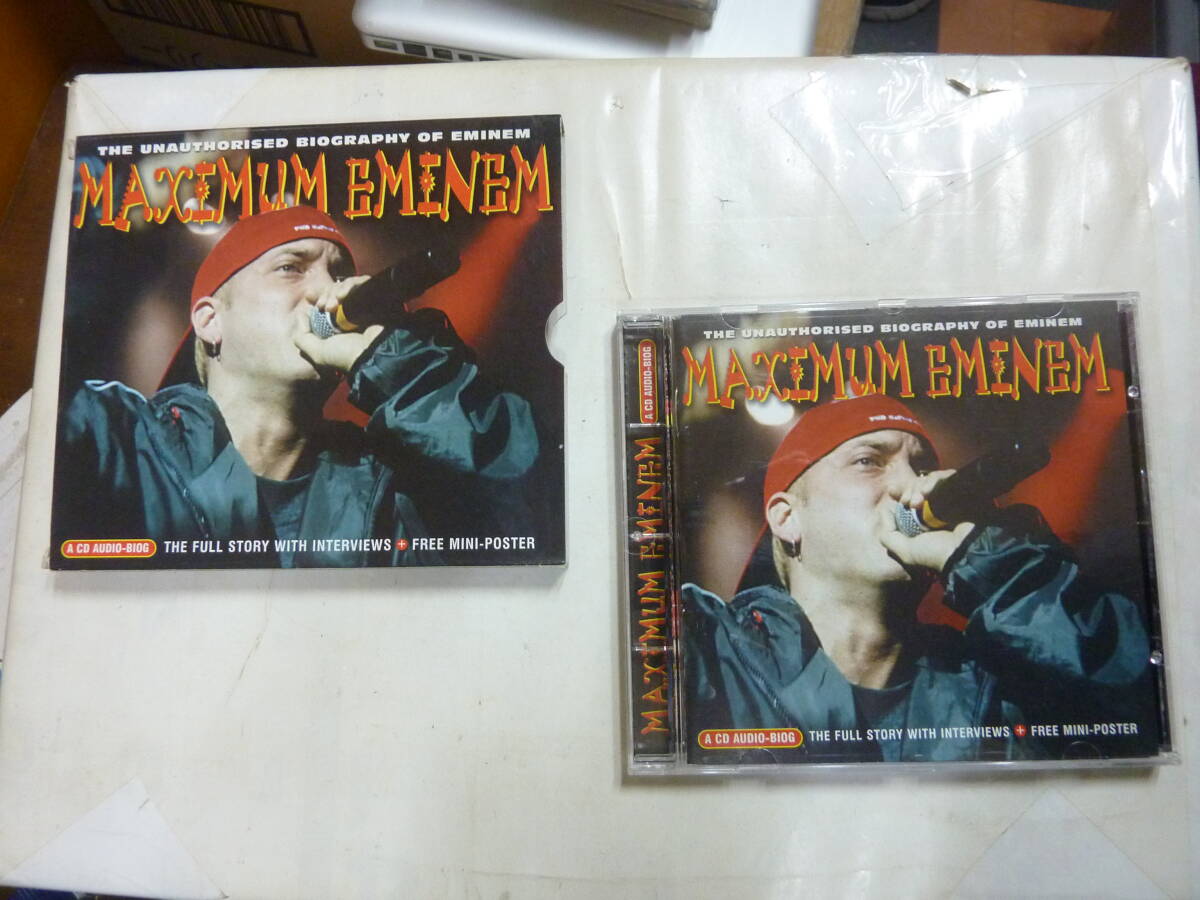 THE UNAUTHORISED BIOGRAPHY OF EMINEM
MAXIMUM EMINEM
A CD AUDIO-BIOG THE FULL STORY WITH INTERVIEWS + FREE MINI-POSTER
A CD AUDIO-BIOG
MAXIMUM EMINEM
THE UNAUTHORISED BIOGRAPHY OF EMINEM
MAXIMUM EMINEM
A CD AUDIO-BIOG THE FULL STORY WITH INTERVIEWS + FREE MINI-POSTER